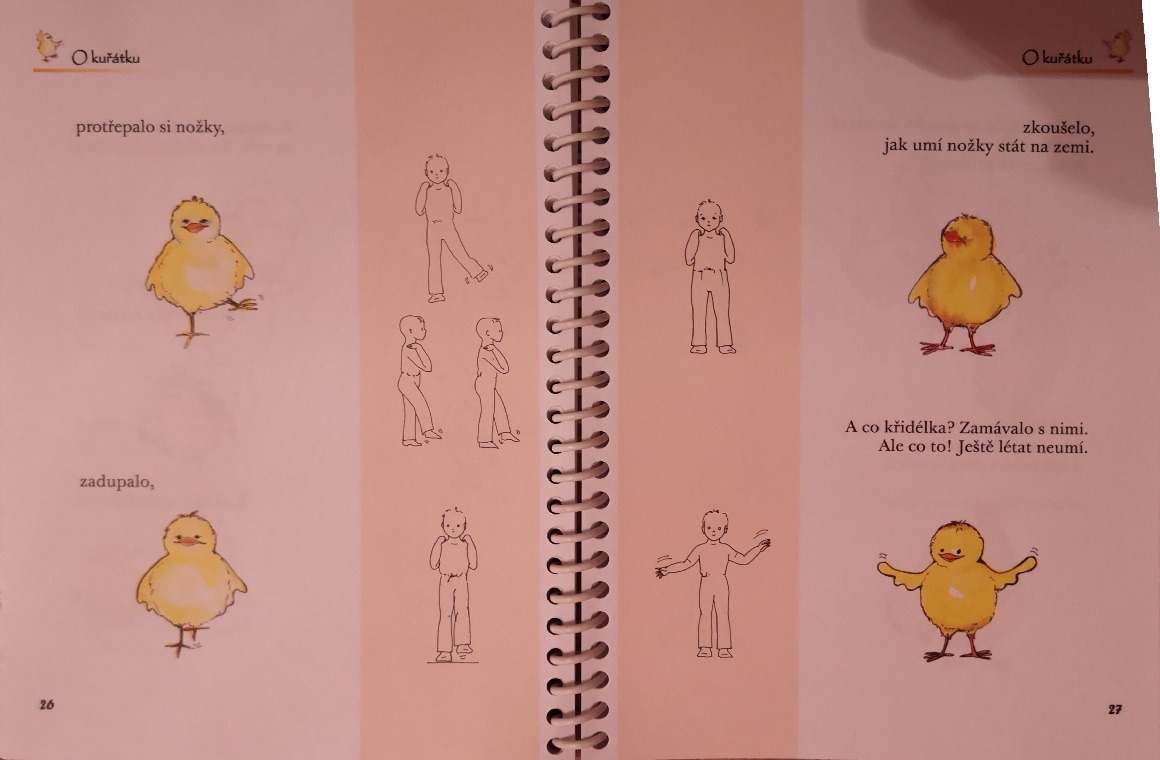 O kuřátku
protřepalo si nožky,
zadupalo,
26
O kuřátku
zkoušelo,
jak umí nožky stát na zemi.
A co křidélka? Zamávalo s nimi.
Ale co to! Ještě létat neumí.
27